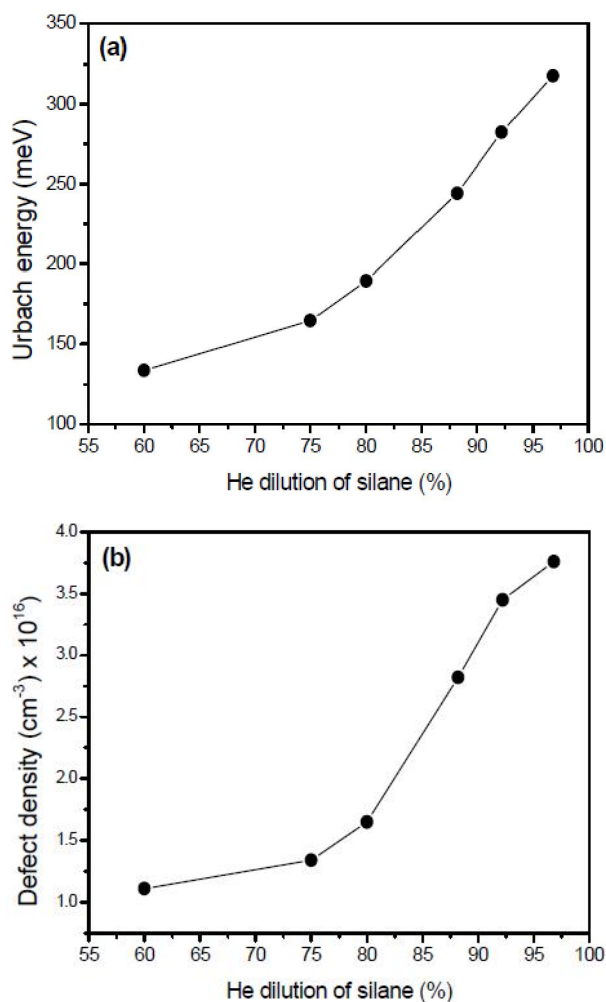 (a)
Urbach energy (meV)
350
300
250
200
150
100
55 60 65 70 75 80 85 90 95 100
He dilution of silane (%)
(b)
Defect density (cm⁻³) x 10¹⁶
4.0
3.5
3.0
2.5
2.0
1.5
1.0
55 60 65 70 75 80 85 90 95 100
He dilution of silane (%)